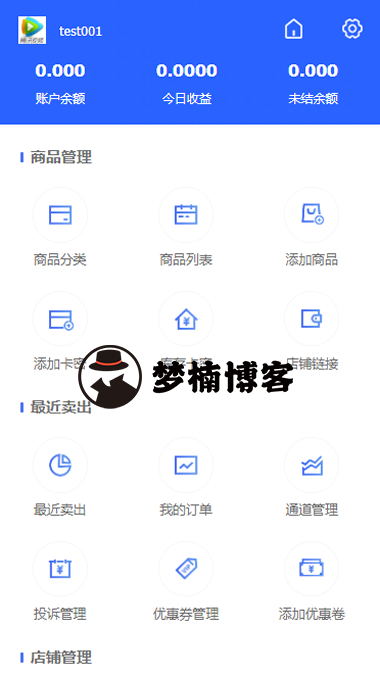 test001
0.000 0.0000 0.000
账户余额 今日收益 未结余额
商品管理
商品分类 商品列表 添加商品
添加卡密 库存卡密 店铺链接
梦楠博客
最近卖出
最近卖出 我的订单 通道管理
投诉管理 优惠券管理 添加优惠卷
店铺管理